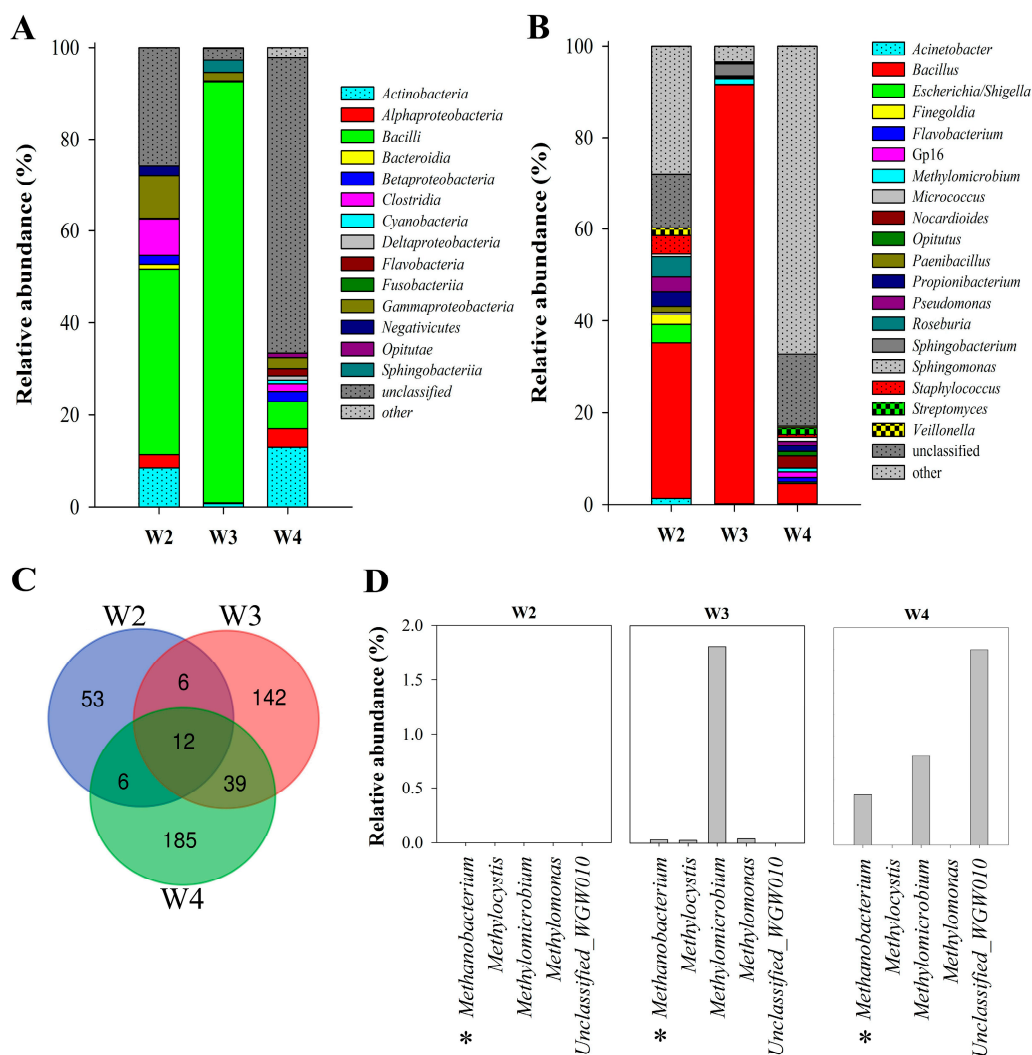 A
Relative abundance (%)
100
80
60
40
20
0
W2
W3
W4
Actinobacteria
Alphaproteobacteria
Bacilli
Bacteroidia
Betaproteobacteria
Clostridia
Cyanobacteria
Deltaproteobacteria
Flavobacteria
Fusobacteriia
Gammaproteobacteria
Negativicutes
Opitutae
Sphingobacteriia
unclassified
other
B
Relative abundance (%)
100
80
60
40
20
0
W2
W3
W4
Acinetobacter
Bacillus
Escherichia/Shigella
Finegoldia
Flavobacterium
Gp16
Methylomicrobium
Micrococcus
Nocardioides
Opitutus
Paenibacillus
Propionibacterium
Pseudomonas
Roseburia
Sphingobacterium
Sphingomonas
Staphylococcus
Streptomyces
Veillonella
unclassified
other
C
W2
W3
53
6
142
12
6
39
185
W4
D
Relative abundance (%)
2.0
1.5
1.0
0.5
0.0
W2
* Methanobacterium
Methylocystis
Methylomicrobium
Methylomonas
Unclassified_WGW010
W3
* Methanobacterium
Methylocystis
Methylomicrobium
Methylomonas
Unclassified_WGW010
W4
* Methanobacterium
Methylocystis
Methylomicrobium
Methylomonas
Unclassified_WGW010